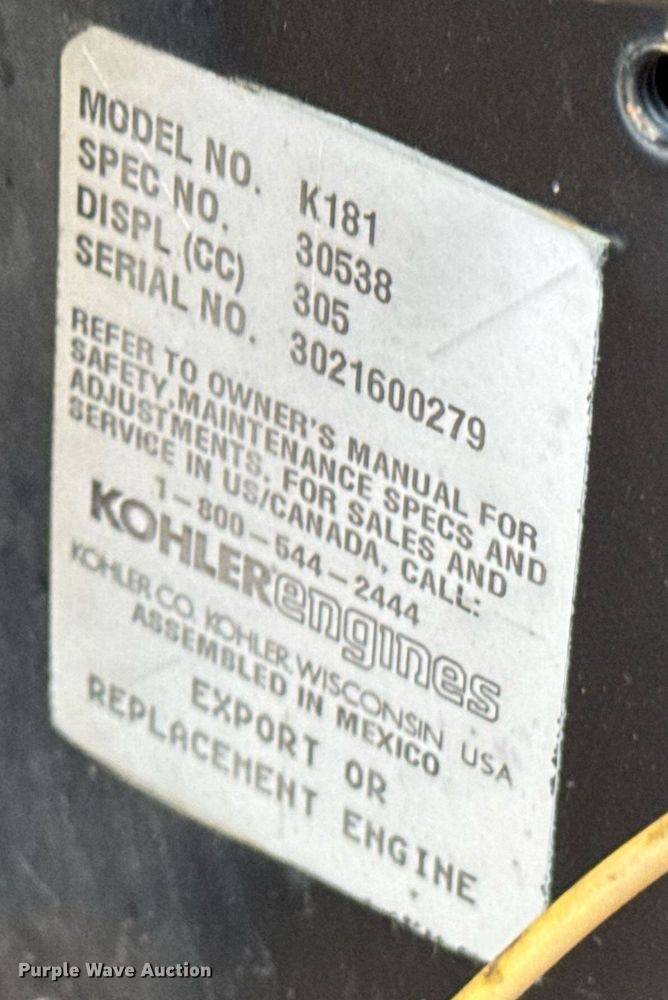 MODEL NO. K181
SPEC NO. 30538
DISPL (CC) 305
SERIAL NO. 3021600279
REFER TO OWNER'S MANUAL FOR
SAFETY, MAINTENANCE SPECS AND
ADJUSTMENTS. FOR SALES AND
SERVICE IN US/CANADA, CALL:
1-800-544-2444
KOHLER engines
KOHLER CO. KOHLER, WISCONSIN USA
ASSEMBLED IN MEXICO
EXPORT OR
REPLACEMENT ENGINE
Purple Wave Auction